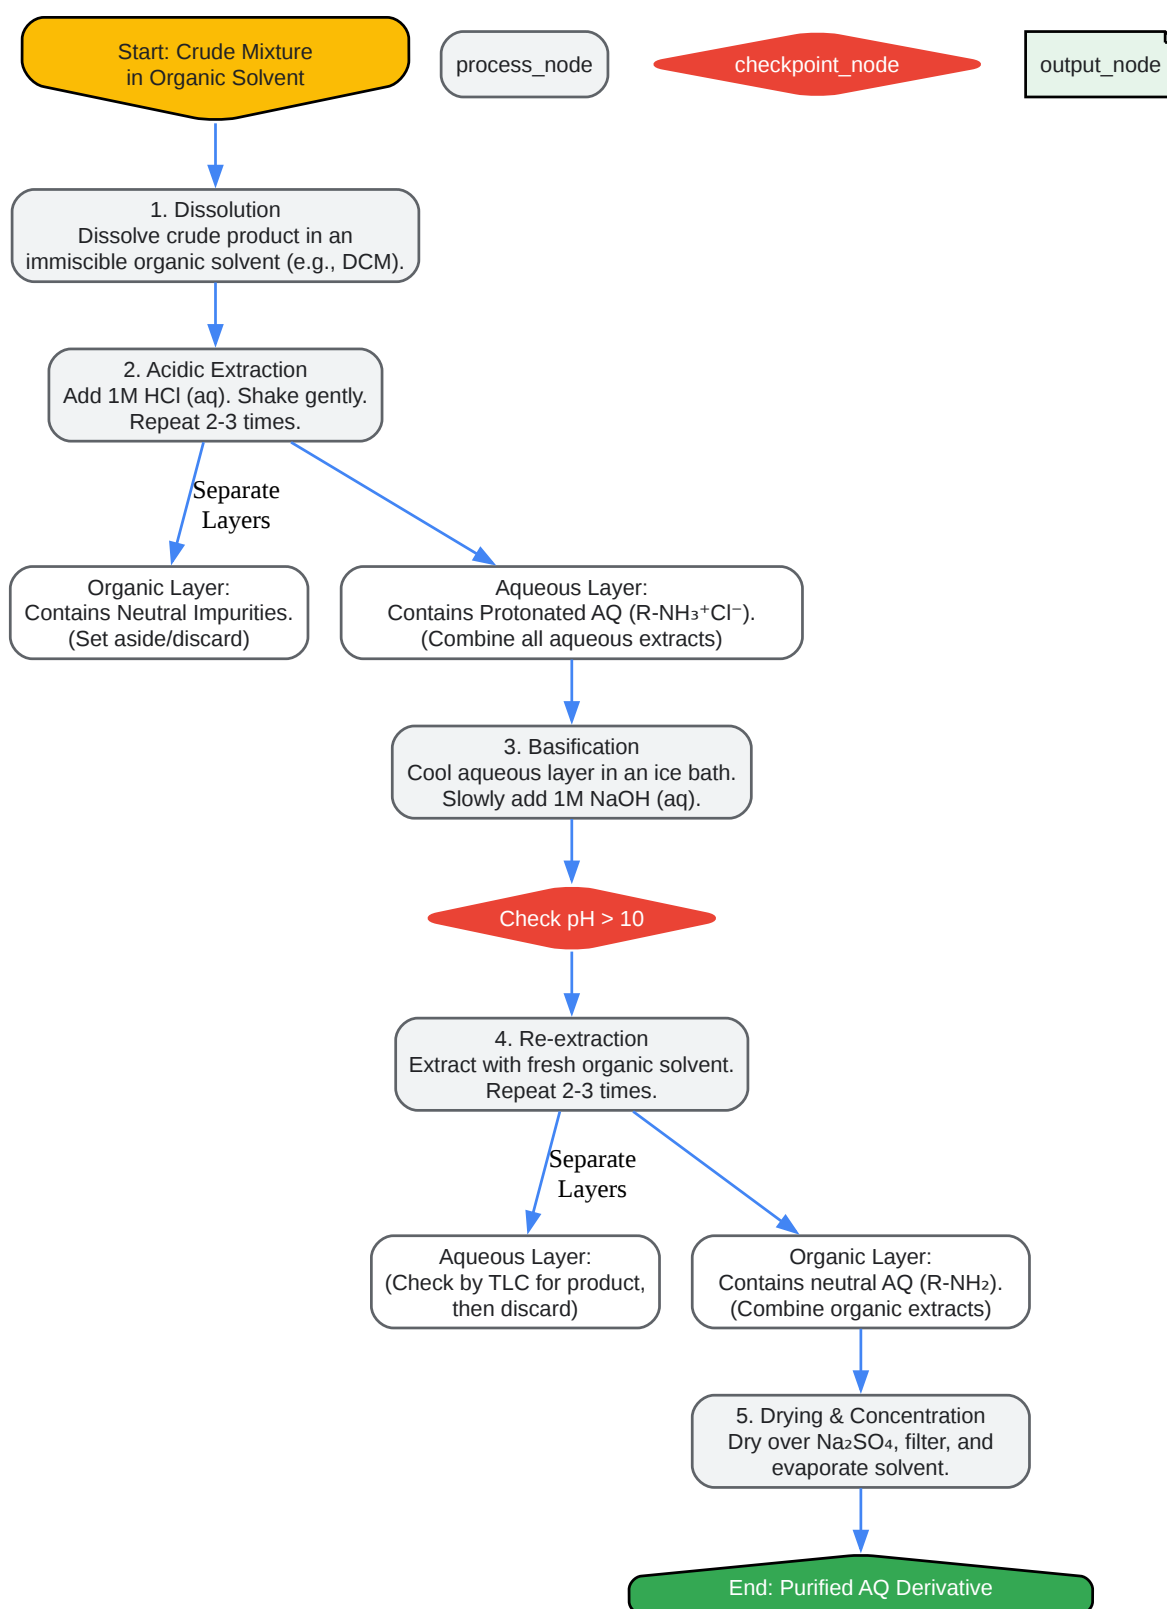 Start: Crude Mixture
in Organic Solvent
process_node
checkpoint_node
output_node
1. Dissolution
Dissolve crude product in an
immiscible organic solvent (e.g., DCM).
2. Acidic Extraction
Add 1M HCl (aq). Shake gently.
Repeat 2-3 times.
Separate
Layers
Organic Layer:
Contains Neutral Impurities.
(Set aside/discard)
Aqueous Layer:
Contains Protonated AQ (R-NH₃⁺Cl⁻).
(Combine all aqueous extracts)
3. Basification
Cool aqueous layer in an ice bath.
Slowly add 1M NaOH (aq).
Check pH > 10
4. Re-extraction
Extract with fresh organic solvent.
Repeat 2-3 times.
Separate
Layers
Aqueous Layer:
(Check by TLC for product,
then discard)
Organic Layer:
Contains neutral AQ (R-NH₂).
(Combine organic extracts)
5. Drying & Concentration
Dry over Na₂SO₄, filter, and
evaporate solvent.
End: Purified AQ Derivative